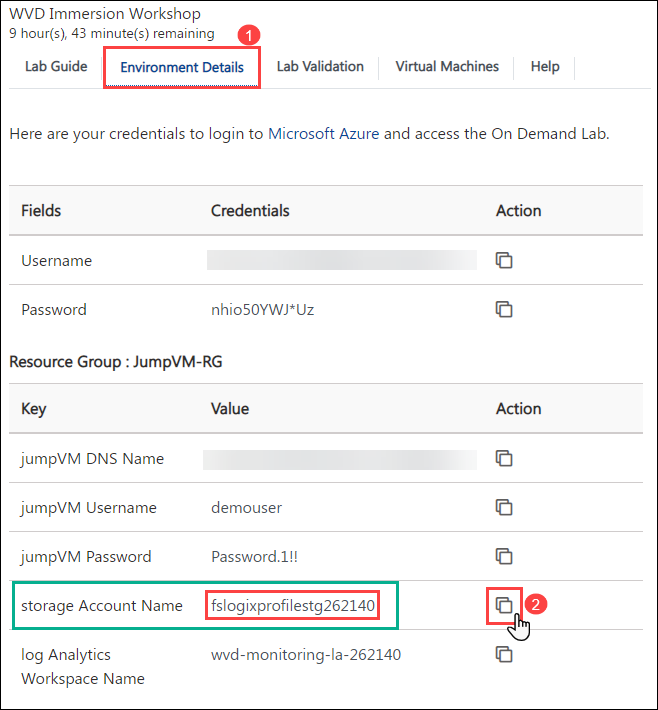 WVD Immersion Workshop
9 hour(s), 43 minute(s) remaining
1
Lab Guide Environment Details Lab Validation Virtual Machines Help
Here are your credentials to login to Microsoft Azure and access the On Demand Lab.
Fields Credentials Action
Username
Password nhio50YWJ*Uz
Resource Group : JumpVM-RG
Key Value Action
jumpVM DNS Name
jumpVM Username demouser
jumpVM Password Password.1!!
storage Account Name fslogixprofilestg262140 2
log Analytics wvd-monitoring-la-262140
Workspace Name